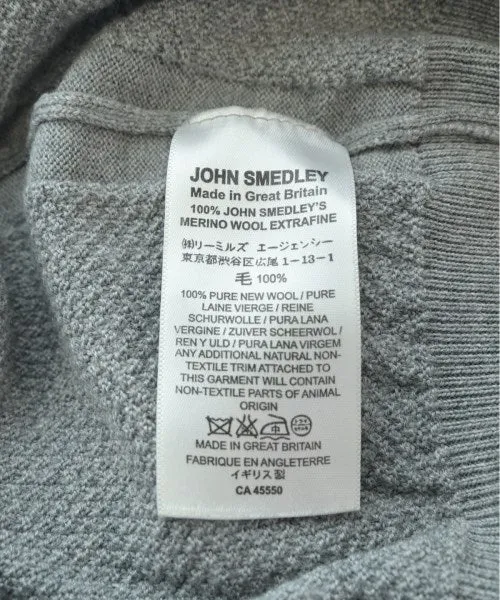 JOHN SMEDLEY
Made in Great Britain
100% JOHN SMEDLEY'S
MERINO WOOL EXTRAFINE
㈱リーミルズ エージェンシー
東京都渋谷区広尾 1-13-1
毛 100%
100% PURE NEW WOOL / PURE
LAINE VIERGE / REINE
SCHURWOLLE / PURA LANA
VERGINE / ZUIVER SCHEERWOL /
REN Y ULD / PURA LANA VIRGEM
ANY ADDITIONAL NATURAL NON-
TEXTILE TRIM ATTACHED TO
THIS GARMENT WILL CONTAIN
NON-TEXTILE PARTS OF ANIMAL
ORIGIN
MADE IN GREAT BRITAIN
FABRIQUE EN ANGLETERRE
イギリス製
CA 45550